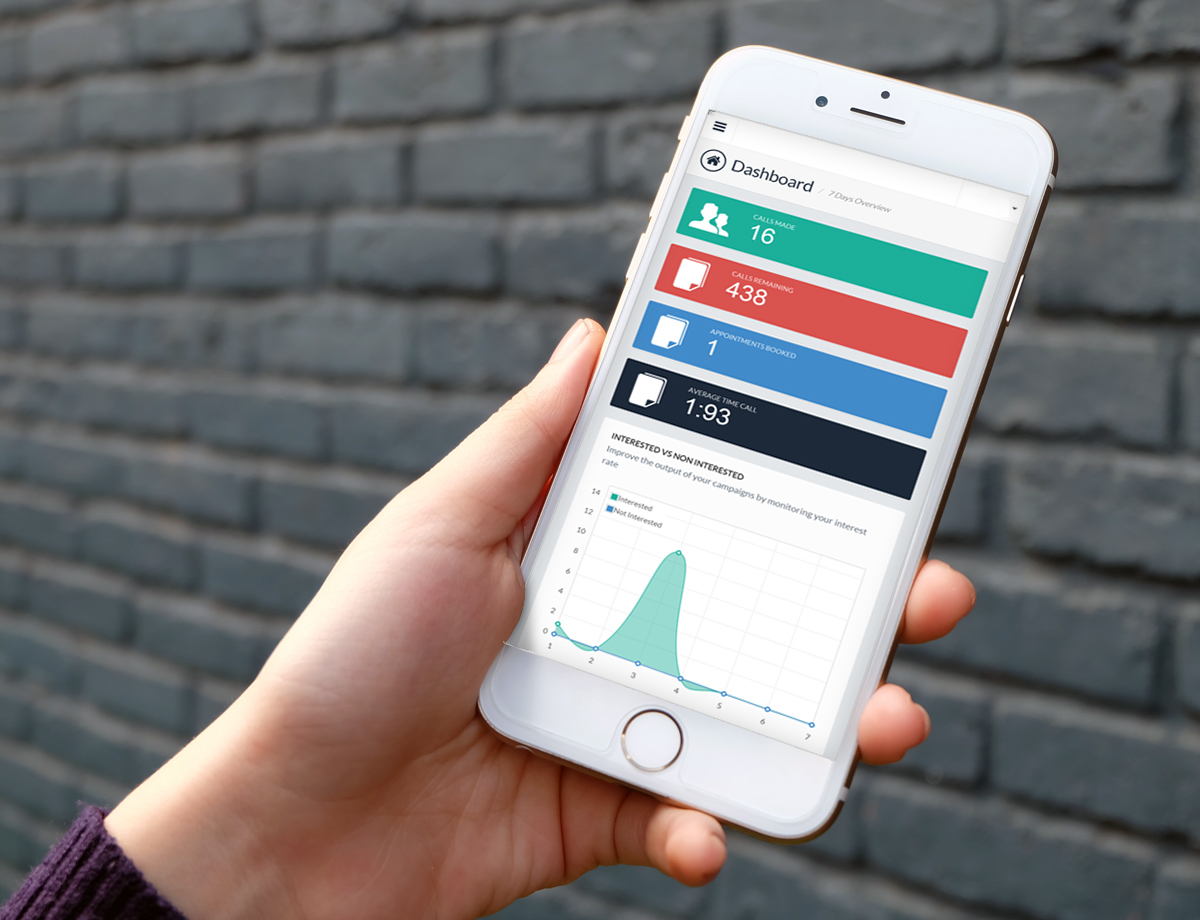 Dashboard / 7 Days Overview
CALLS MADE
16
CALLS REMAINING
438
APPOINTMENTS BOOKED
1
AVERAGE TIME CALL
1:93
INTERESTED VS NON INTERESTED
Improve the output of your campaigns by monitoring your interest
rate
Interested
Not Interested
14
12
10
8
6
4
2
0
1 2 3 4 5 6 7